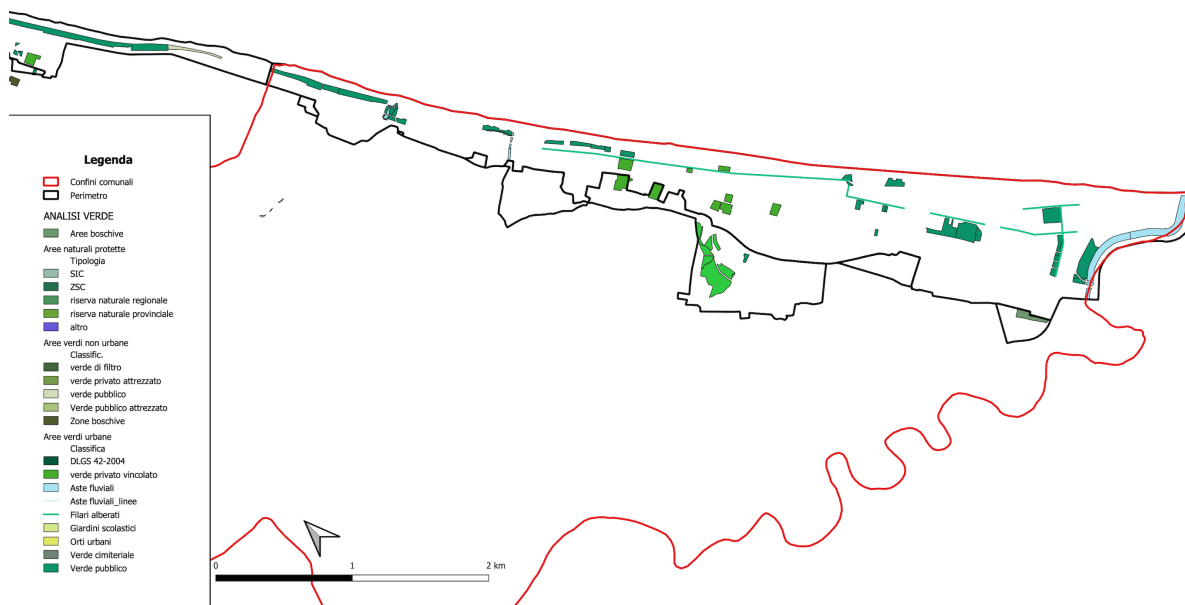 Legenda
Confini comunali
Perimetro
ANALISI VERDE
Aree boschive
Aree naturali protette
Tipologia
SIC
ZSC
riserva naturale regionale
riserva naturale provinciale
altro
Aree verdi non urbane
Classific.
verde di filtro
verde privato attrezzato
verde pubblico
Verde pubblico attrezzato
Zone boschive
Aree verdi urbane
Classifica
DLGS 42-2004
verde privato vincolato
Aste fluviali
Aste fluviali_linee
Filari alberati
Giardini scolastici
Orti urbani
Verde cimiteriale
Verde pubblico
0 1 2 km